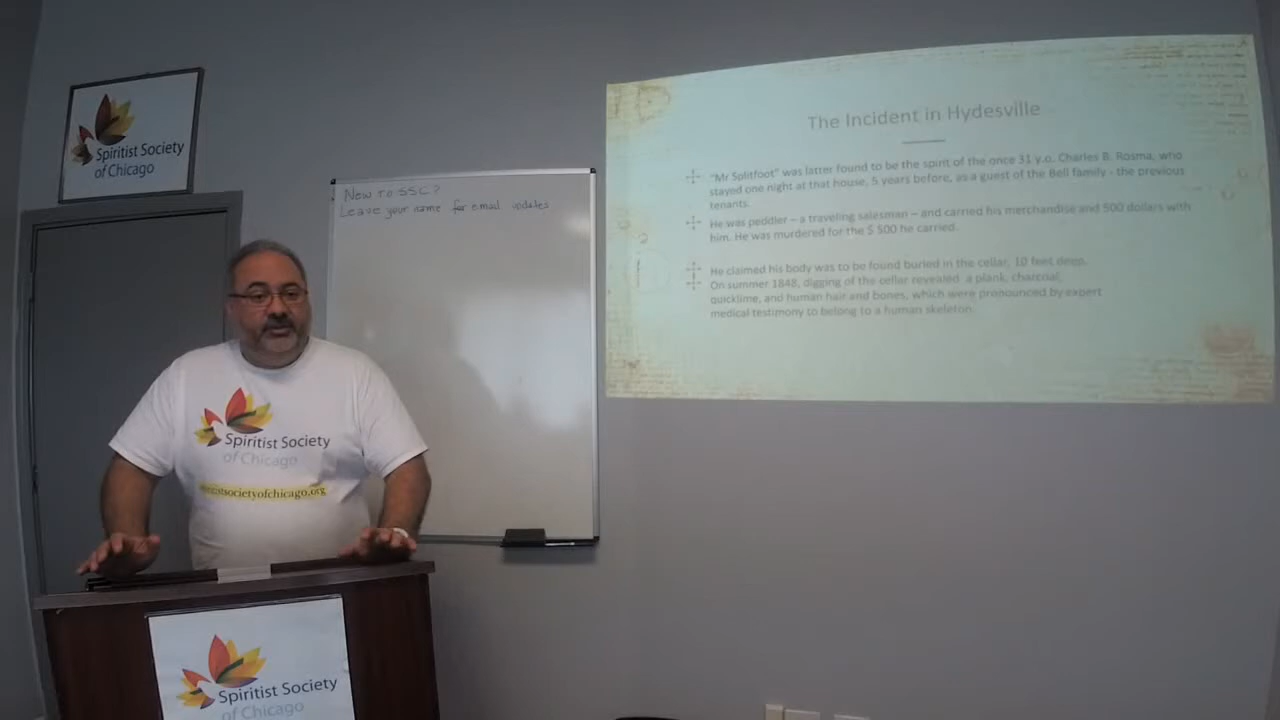 Spiritist Society
of Chicago
New to SSC?
Leave your name for email updates
The Incident in Hydesville
"Mr Splitfoot" was latter found to be the spirit of the once 31 y.o. Charles B. Rosma, who
stayed one night at that house, 5 years before, as a guest of the Bell family - the previous
tenants.
He was peddler – a traveling salesman – and carried his merchandise and 500 dollars with
him. He was murdered for the $ 500 he carried.
He claimed his body was to be found buried in the cellar, 10 feet deep.
On summer 1848, digging of the cellar revealed a plank, charcoal,
quicklime, and human hair and bones, which were pronounced by expert
medical testimony to belong to a human skeleton.
Spiritist Society
of Chicago
Spiritist Society
of Chicago